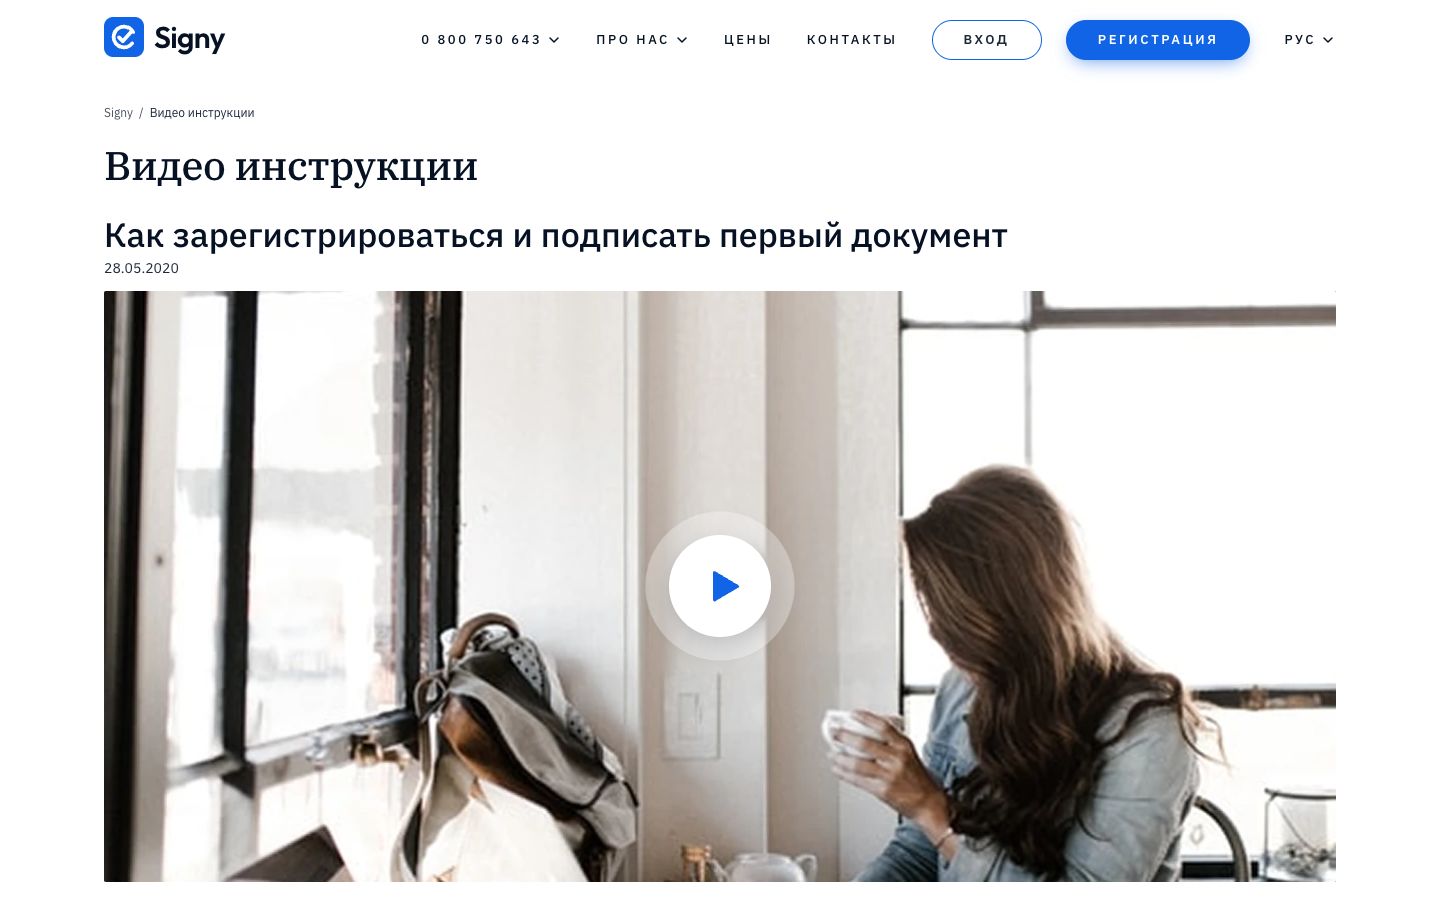 Signy
0 800 750 643
ПРО НАС
ЦЕНЫ
КОНТАКТЫ
ВХОД
РЕГИСТРАЦИЯ
РУС
Signy / Видео инструкции
Видео инструкции
Как зарегистрироваться и подписать первый документ
28.05.2020